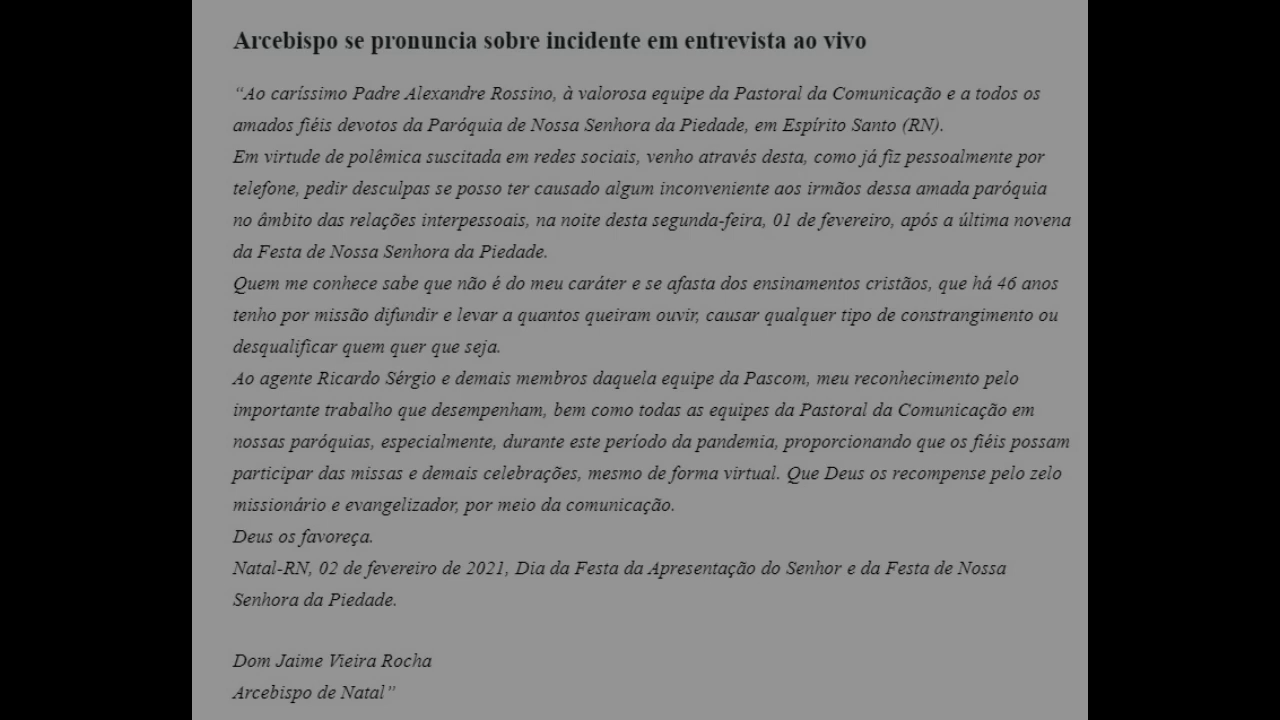 Arcebispo se pronuncia sobre incidente em entrevista ao vivo
“Ao caríssimo Padre Alexandre Rossino, à valorosa equipe da Pastoral da Comunicação e a todos os
amados fiéis devotos da Paróquia de Nossa Senhora da Piedade, em Espírito Santo (RN).
Em virtude de polêmica suscitada em redes sociais, venho através desta, como já fiz pessoalmente por
telefone, pedir desculpas se posso ter causado algum inconveniente aos irmãos dessa amada paróquia
no âmbito das relações interpessoais, na noite desta segunda-feira, 01 de fevereiro, após a última novena
da Festa de Nossa Senhora da Piedade.
Quem me conhece sabe que não é do meu caráter e se afasta dos ensinamentos cristãos, que há 46 anos
tenho por missão difundir e levar a quantos queiram ouvir, causar qualquer tipo de constrangimento ou
desqualificar quem quer que seja.
Ao agente Ricardo Sérgio e demais membros daquela equipe da Pascom, meu reconhecimento pelo
importante trabalho que desempenham, bem como todas as equipes da Pastoral da Comunicação em
nossas paróquias, especialmente, durante este período da pandemia, proporcionando que os fiéis possam
participar das missas e demais celebrações, mesmo de forma virtual. Que Deus os recompense pelo zelo
missionário e evangelizador, por meio da comunicação.
Deus os favoreça.
Natal-RN, 02 de fevereiro de 2021, Dia da Festa da Apresentação do Senhor e da Festa de Nossa
Senhora da Piedade.
Dom Jaime Vieira Rocha
Arcebispo de Natal”